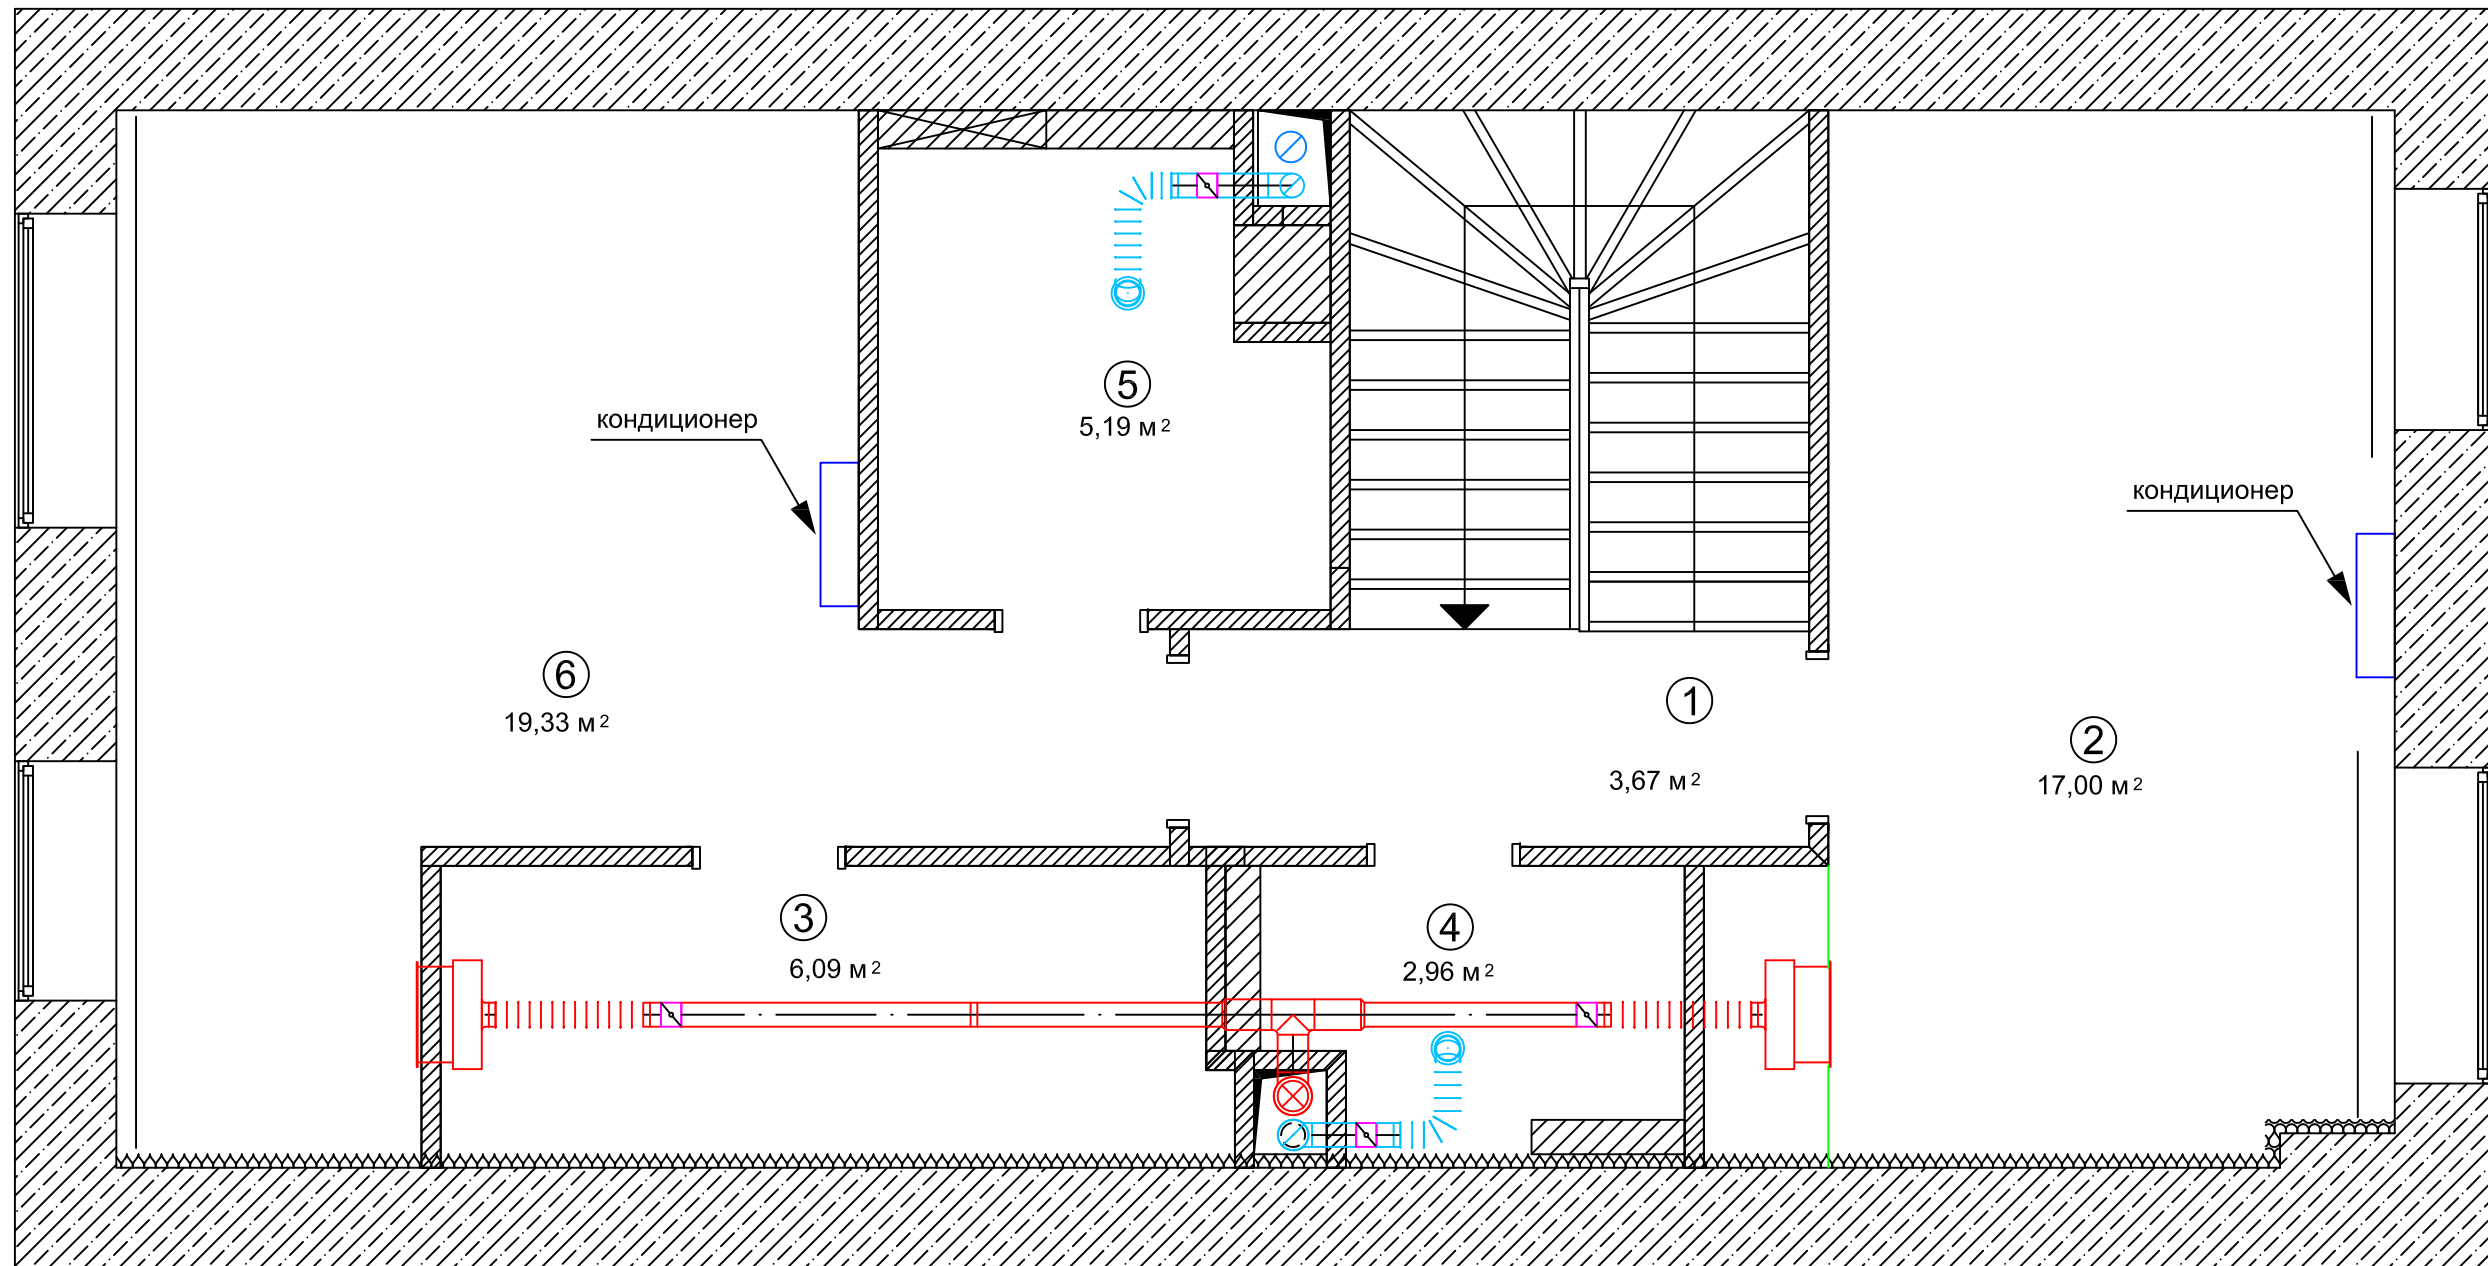 5
5,19 м²
кондиционер
кондиционер
6
19,33 м²
1
3,67 м²
2
17,00 м²
3
6,09 м²
4
2,96 м²